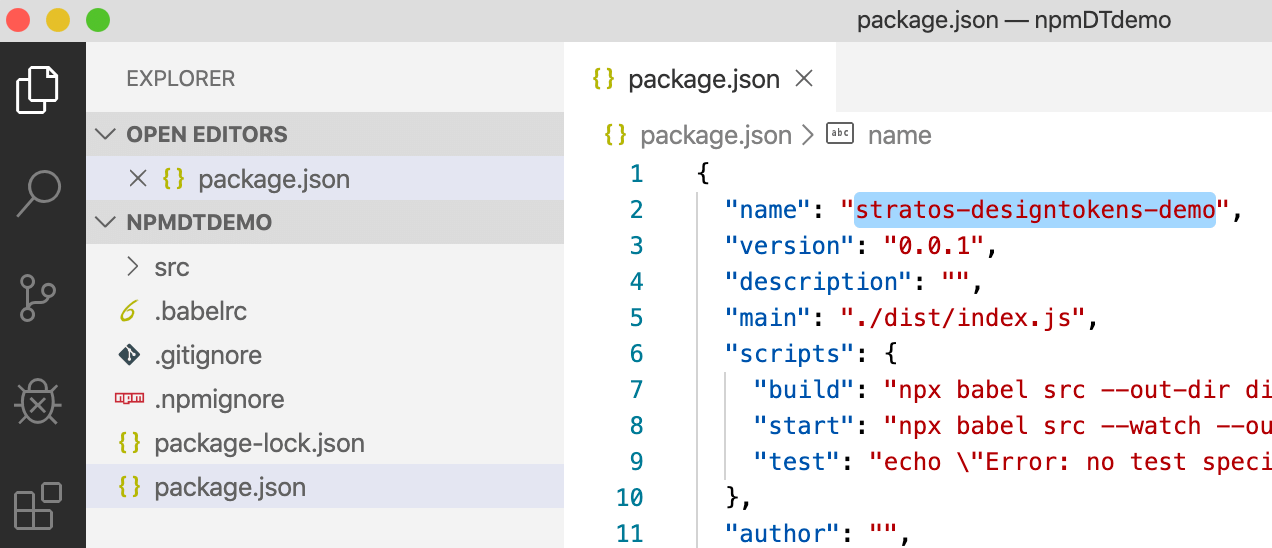 package.json — npmDTdemo
EXPLORER
OPEN EDITORS
package.json
NPMDTDEMO
src
.babelrc
.gitignore
.npmignore
package-lock.json
package.json
package.json
package.json > abc name
1 {
2 "name": "stratos-designtokens-demo",
3 "version": "0.0.1",
4 "description": "",
5 "main": "./dist/index.js",
6 "scripts": {
7 "build": "npx babel src --out-dir di
8 "start": "npx babel src --watch --ou
9 "test": "echo \"Error: no test speci
10 },
11 "author": "",